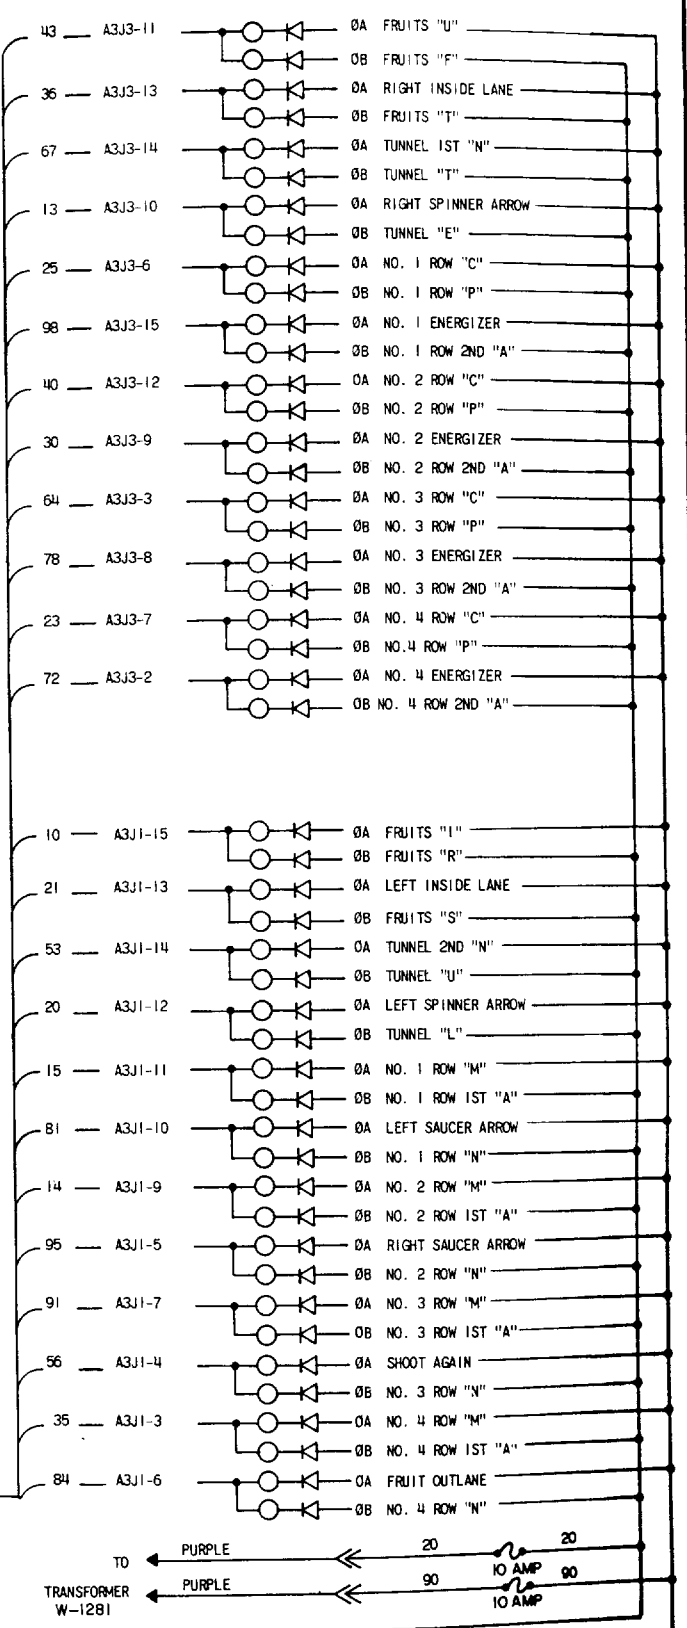 43 A3J3-11 ØA FRUITS "U"
ØB FRUITS "F"
36 A3J3-13 ØA RIGHT INSIDE LANE
ØB FRUITS "T"
67 A3J3-14 ØA TUNNEL 1ST "N"
ØB TUNNEL "T"
13 A3J3-10 ØA RIGHT SPINNER ARROW
ØB TUNNEL "E"
25 A3J3-6 ØA NO. 1 ROW "C"
ØB NO. 1 ROW "P"
98 A3J3-15 ØA NO. 1 ENERGIZER
ØB NO. 1 ROW 2ND "A"
40 A3J3-12 ØA NO. 2 ROW "C"
ØB NO. 2 ROW "P"
30 A3J3-9 ØA NO. 2 ENERGIZER
ØB NO. 2 ROW 2ND "A"
64 A3J3-3 ØA NO. 3 ROW "C"
ØB NO. 3 ROW "P"
78 A3J3-8 ØA NO. 3 ENERGIZER
ØB NO. 3 ROW 2ND "A"
23 A3J3-7 ØA NO. 4 ROW "C"
ØB NO.4 ROW "P"
72 A3J3-2 ØA NO. 4 ENERGIZER
ØB NO. 4 ROW 2ND "A"
10 A3J1-15 ØA FRUITS "I"
ØB FRUITS "R"
21 A3J1-13 ØA LEFT INSIDE LANE
ØB FRUITS "S"
53 A3J1-14 ØA TUNNEL 2ND "N"
ØB TUNNEL "U"
20 A3J1-12 ØA LEFT SPINNER ARROW
ØB TUNNEL "L"
15 A3J1-11 ØA NO. 1 ROW "M"
ØB NO. 1 ROW 1ST "A"
81 A3J1-10 ØA LEFT SAUCER ARROW
ØB NO. 1 ROW "N"
14 A3J1-9 ØA NO. 2 ROW "M"
ØB NO. 2 ROW 1ST "A"
95 A3J1-5 ØA RIGHT SAUCER ARROW
ØB NO. 2 ROW "N"
91 A3J1-7 ØA NO. 3 ROW "M"
ØB NO. 3 ROW 1ST "A"
56 A3J1-4 ØA SHOOT AGAIN
ØB NO. 3 ROW "N"
35 A3J1-3 ØA NO. 4 ROW "M"
ØB NO. 4 ROW 1ST "A"
84 A3J1-6 ØA FRUIT OUTLANE
ØB NO. 4 ROW "N"
TO PURPLE 20 10 AMP 20
TRANSFORMER PURPLE 90 10 AMP 90
W-1281